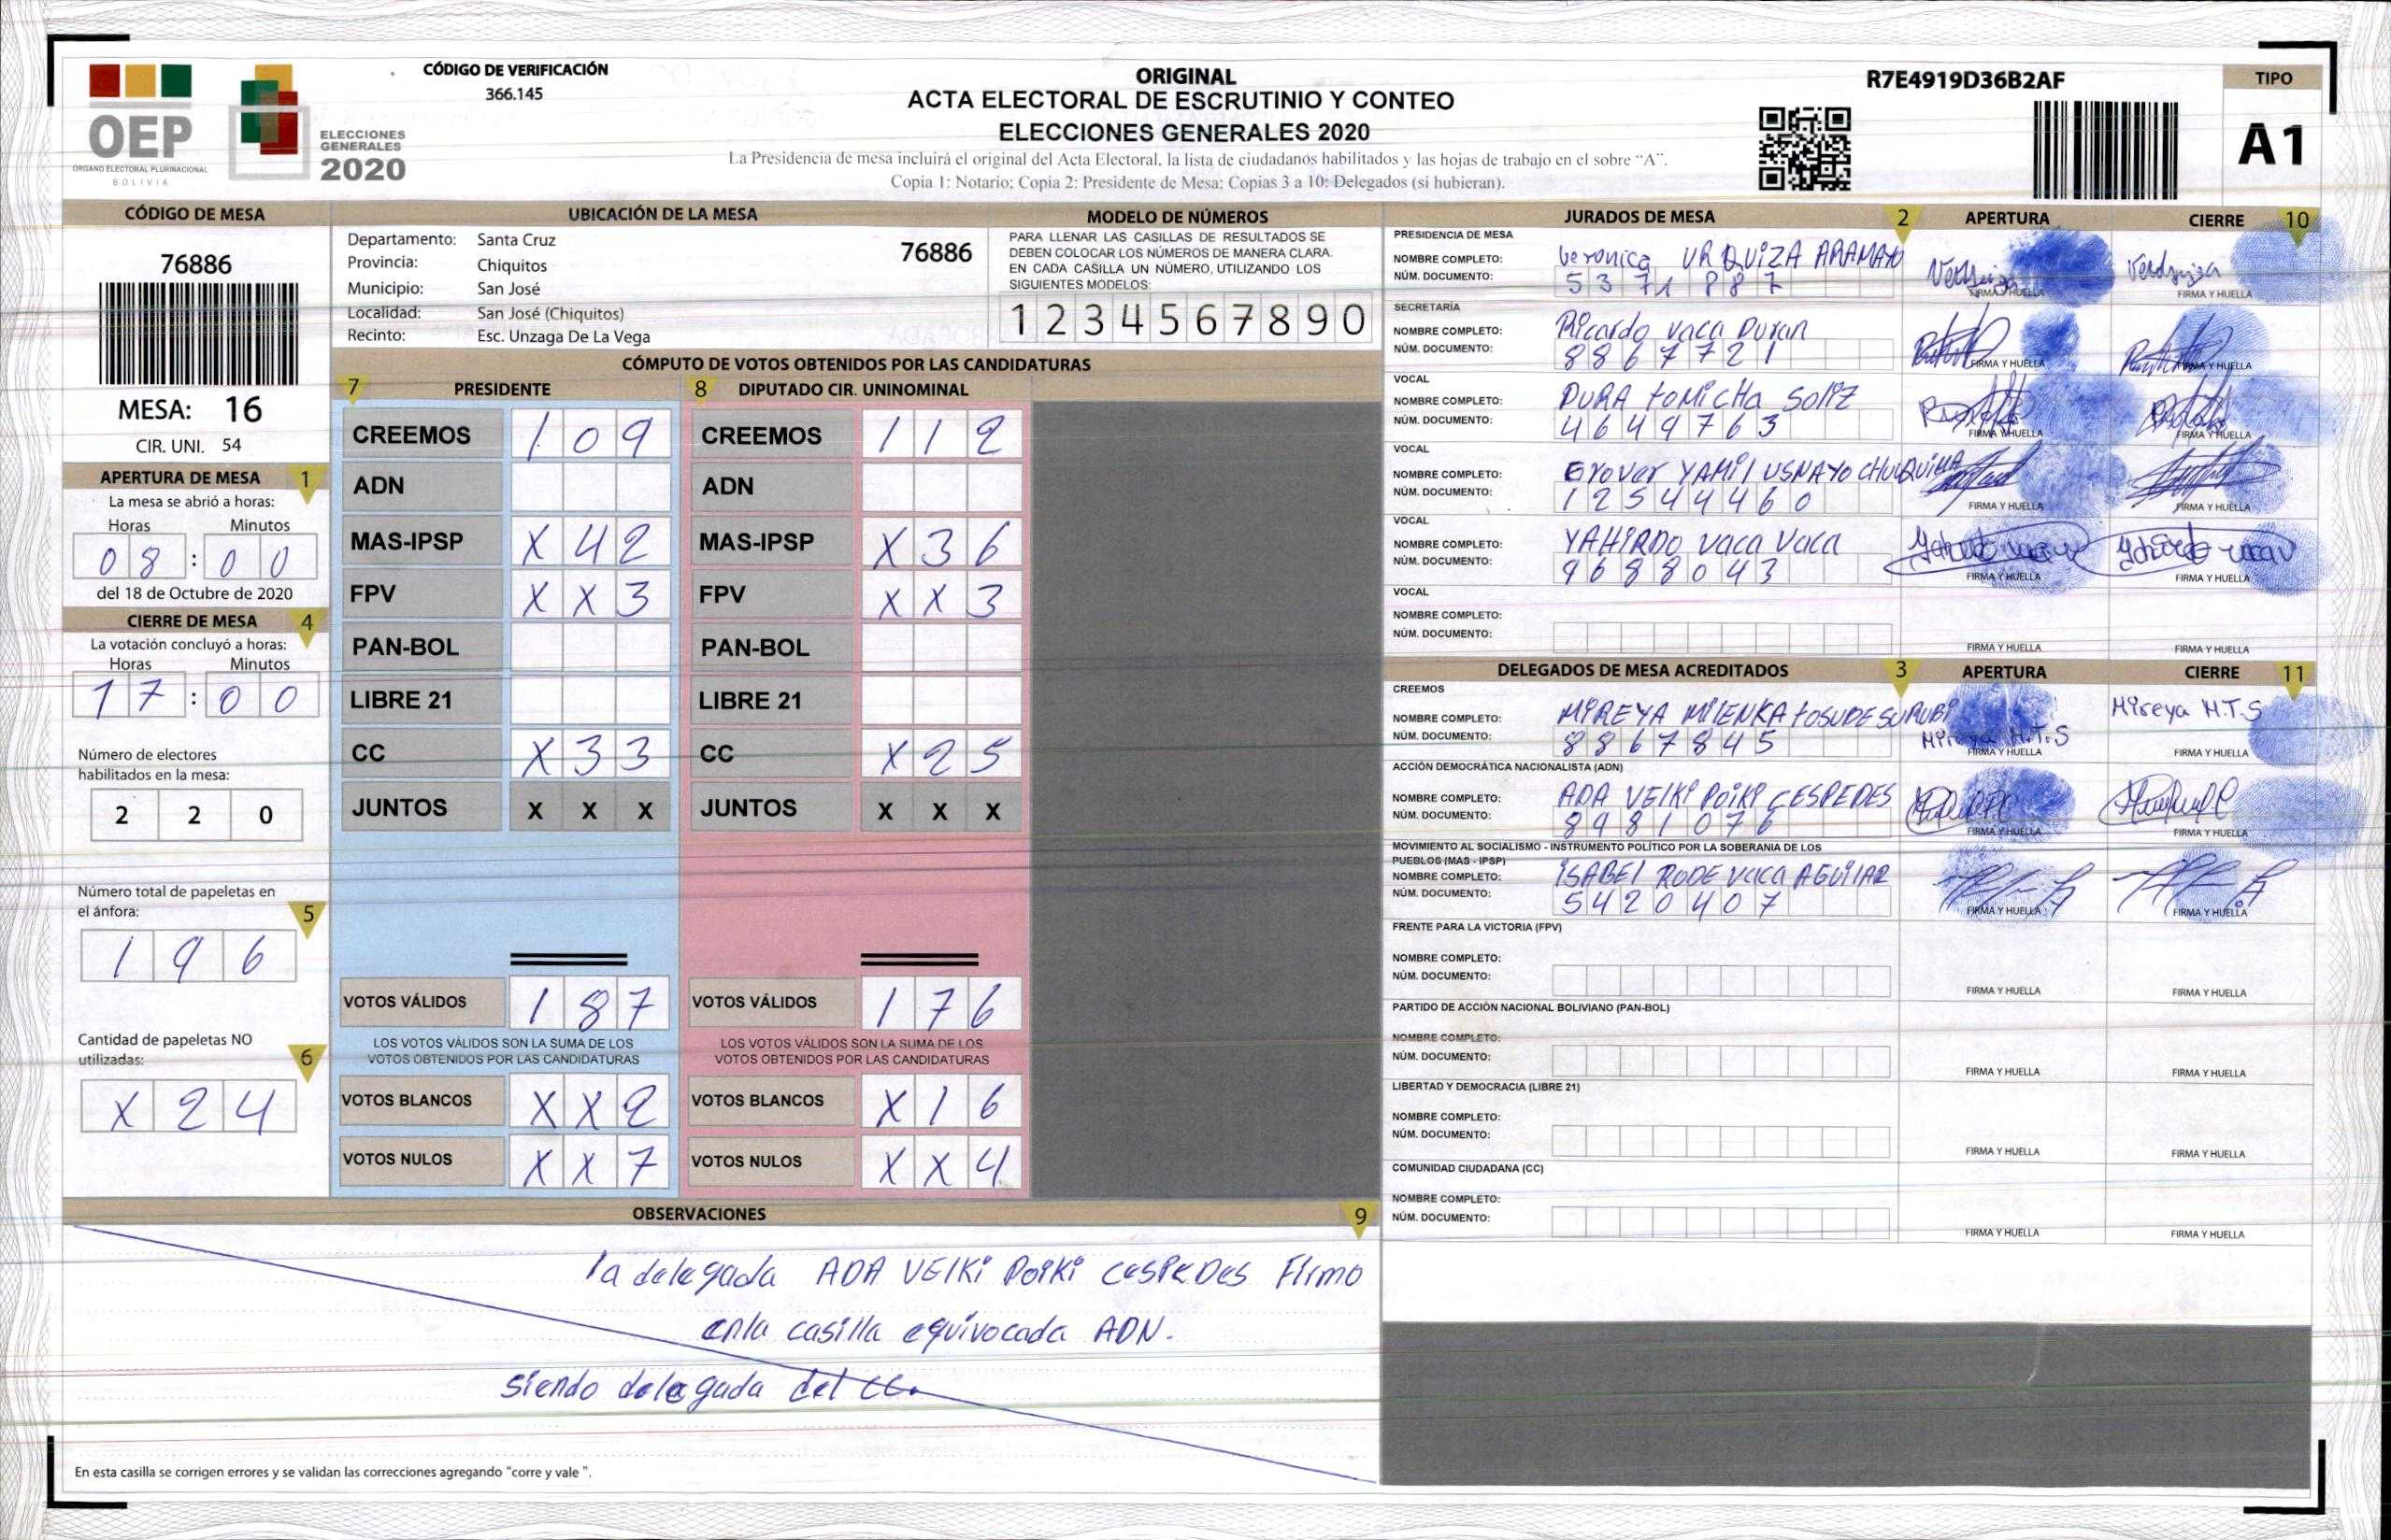 OEP
ÓRGANO ELECTORAL PLURINACIONAL
BOLIVIA
ELECCIONES
GENERALES
2020
CÓDIGO DE VERIFICACIÓN
366.145
ORIGINAL
ACTA ELECTORAL DE ESCRUTINIO Y CONTEO
ELECCIONES GENERALES 2020
La Presidencia de mesa incluirá el original del Acta Electoral, la lista de ciudadanos habilitados y las hojas de trabajo en el sobre “A”.
Copia 1: Notario; Copia 2: Presidente de Mesa; Copias 3 a 10: Delegados (si hubieran).
R7E4919D36B2AF
TIPO
A1
CÓDIGO DE MESA
76886
MESA: 16
CIR. UNI. 54
APERTURA DE MESA 1
La mesa se abrió a horas:
Horas Minutos
08:00
del 18 de Octubre de 2020
CIERRE DE MESA 4
La votación concluyó a horas:
Horas Minutos
17:00
Número de electores
habilitados en la mesa:
2 2 0
Número total de papeletas en
el ánfora: 5
1 9 6
Cantidad de papeletas NO
utilizadas: 6
X 2 4
UBICACIÓN DE LA MESA
Departamento: Santa Cruz
76886
Provincia: Chiquitos
Municipio: San José
Localidad: San José (Chiquitos)
Recinto: Esc. Unzaga De La Vega
MODELO DE NÚMEROS
PARA LLENAR LAS CASILLAS DE RESULTADOS SE
DEBEN COLOCAR LOS NÚMEROS DE MANERA CLARA.
EN CADA CASILLA UN NÚMERO, UTILIZANDO LOS
SIGUIENTES MODELOS:
1 2 3 4 5 6 7 8 9 0
CÓMPUTO DE VOTOS OBTENIDOS POR LAS CANDIDATURAS
7 PRESIDENTE 8 DIPUTADO CIR. UNINOMINAL
CREEMOS 1 0 9 CREEMOS 1 1 2
ADN ADN
MAS-IPSP X 4 2 MAS-IPSP X 3 6
FPV X X 3 FPV X X 3
PAN-BOL PAN-BOL
LIBRE 21 LIBRE 21
CC X 3 3 CC X 2 5
JUNTOS X X X JUNTOS X X X
VOTOS VÁLIDOS 1 8 7 VOTOS VÁLIDOS 1 7 6
LOS VOTOS VÁLIDOS SON LA SUMA DE LOS LOS VOTOS VÁLIDOS SON LA SUMA DE LOS
VOTOS OBTENIDOS POR LAS CANDIDATURAS VOTOS OBTENIDOS POR LAS CANDIDATURAS
VOTOS BLANCOS X X 2 VOTOS BLANCOS X 1 6
VOTOS NULOS X X 7 VOTOS NULOS X X 4
OBSERVACIONES 9
la delegada ADA VEIKI POIKI CESPEDES Firmo
en la casilla equivocada ADN.
siendo delegada del CC.
En esta casilla se corrigen errores y se validan las correcciones agregando “corre y vale ”.
JURADOS DE MESA 2 APERTURA CIERRE 10
PRESIDENCIA DE MESA
NOMBRE COMPLETO: Veronica URQUIZA ARAMAYO
NÚM. DOCUMENTO: 5371887
FIRMA Y HUELLA FIRMA Y HUELLA
SECRETARÍA
NOMBRE COMPLETO: Ricardo vaca Duran
NÚM. DOCUMENTO: 8867721
FIRMA Y HUELLA FIRMA Y HUELLA
VOCAL
NOMBRE COMPLETO: DURA tomicHa SoliZ
NÚM. DOCUMENTO: 4649763
FIRMA Y HUELLA FIRMA Y HUELLA
VOCAL
NOMBRE COMPLETO: Grover YAMil USNAYO CHUQUIMIA
NÚM. DOCUMENTO: 12544460
FIRMA Y HUELLA FIRMA Y HUELLA
VOCAL
NOMBRE COMPLETO: YAHIRDO vaca Vaca
NÚM. DOCUMENTO: 9688043
FIRMA Y HUELLA FIRMA Y HUELLA
VOCAL
NOMBRE COMPLETO:
NÚM. DOCUMENTO:
FIRMA Y HUELLA FIRMA Y HUELLA
DELEGADOS DE MESA ACREDITADOS 3 APERTURA CIERRE 11
CREEMOS
NOMBRE COMPLETO: MIREYA MILENKA tOSUDE SURUBI
NÚM. DOCUMENTO: 8867845
Mireya M.T.S Mireya M.T.S
FIRMA Y HUELLA FIRMA Y HUELLA
ACCIÓN DEMOCRÁTICA NACIONALISTA (ADN)
NOMBRE COMPLETO: ADA VEIKI POIKI CESPEDES
NÚM. DOCUMENTO: 8981076
FIRMA Y HUELLA FIRMA Y HUELLA
MOVIMIENTO AL SOCIALISMO - INSTRUMENTO POLÍTICO POR LA SOBERANIA DE LOS
PUEBLOS (MAS - IPSP)
NOMBRE COMPLETO: ISABEl RODE vaca AGUilAR
NÚM. DOCUMENTO: 5420407
FIRMA Y HUELLA FIRMA Y HUELLA
FRENTE PARA LA VICTORIA (FPV)
NOMBRE COMPLETO:
NÚM. DOCUMENTO:
FIRMA Y HUELLA FIRMA Y HUELLA
PARTIDO DE ACCIÓN NACIONAL BOLIVIANO (PAN-BOL)
NOMBRE COMPLETO:
NÚM. DOCUMENTO:
FIRMA Y HUELLA FIRMA Y HUELLA
LIBERTAD Y DEMOCRACIA (LIBRE 21)
NOMBRE COMPLETO:
NÚM. DOCUMENTO:
FIRMA Y HUELLA FIRMA Y HUELLA
COMUNIDAD CIUDADANA (CC)
NOMBRE COMPLETO:
NÚM. DOCUMENTO:
FIRMA Y HUELLA FIRMA Y HUELLA